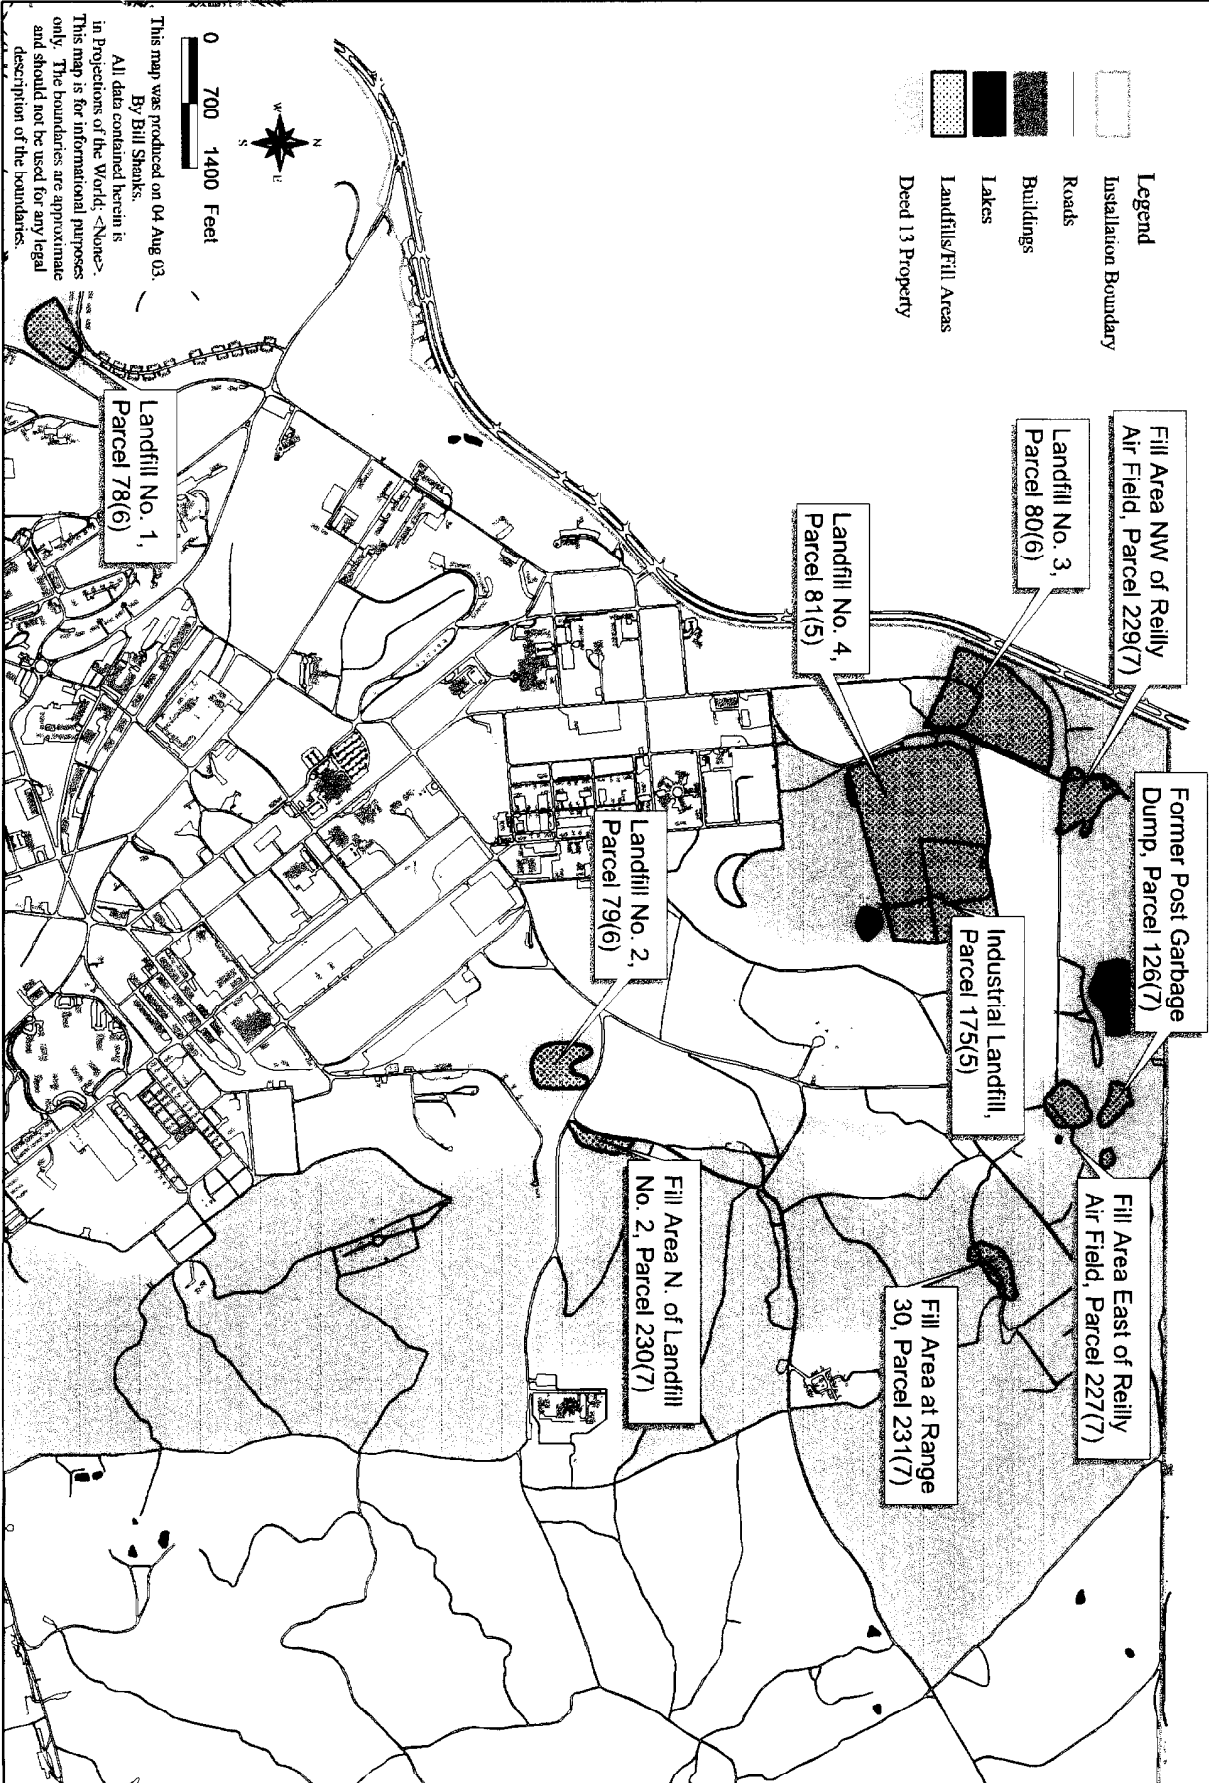 Legend
Installation Boundary
Roads
Buildings
Lakes
Landfills/Fill Areas
Deed 13 Property
Fill Area NW of Reilly
Air Field, Parcel 229(7)
Former Post Garbage
Dump, Parcel 126(7)
Landfill No. 3,
Parcel 80(6)
Fill Area East of Reilly
Air Field, Parcel 227(7)
Industrial Landfill,
Parcel 175(5)
Fill Area at Range
30, Parcel 231(7)
Landfill No. 4,
Parcel 81(5)
Landfill No. 2,
Parcel 79(6)
Fill Area N. of Landfill
No. 2, Parcel 230(7)
Landfill No. 1,
Parcel 78(6)
N
W
E
S
0 700 1400 Feet
This map was produced on 04 Aug 03.
By Bill Shanks.
All data contained herein is
in Projections of the World; <None>.
This map is for informational purposes
only. The boundaries are approximate
and should not be used for any legal
description of the boundaries.